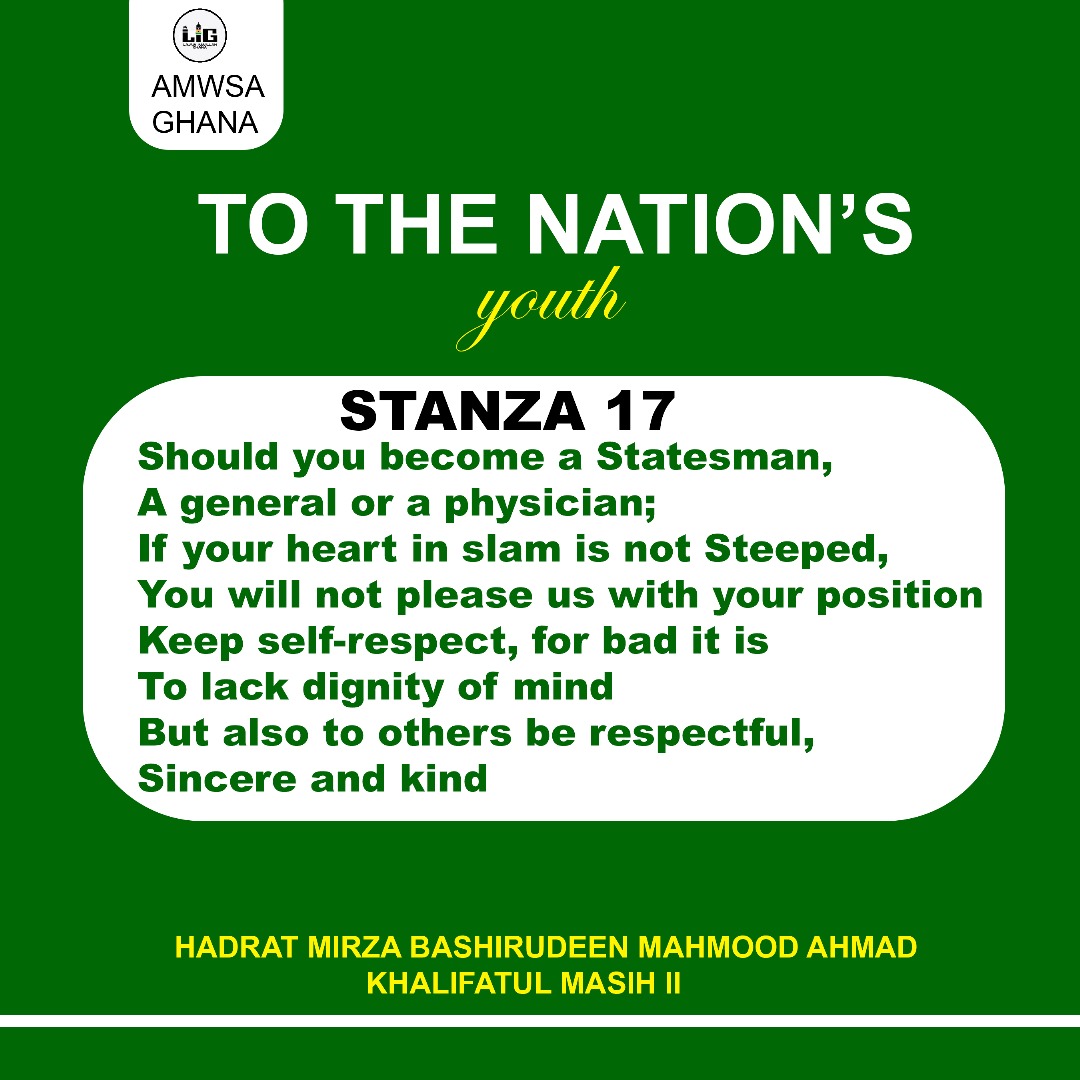 LiG
AMWSA
GHANA
TO THE NATION’S
youth
STANZA 17
Should you become a Statesman,
A general or a physician;
If your heart in slam is not Steeped,
You will not please us with your position
Keep self-respect, for bad it is
To lack dignity of mind
But also to others be respectful,
Sincere and kind
HADRAT MIRZA BASHIRUDEEN MAHMOOD AHMAD
KHALIFATUL MASIH II